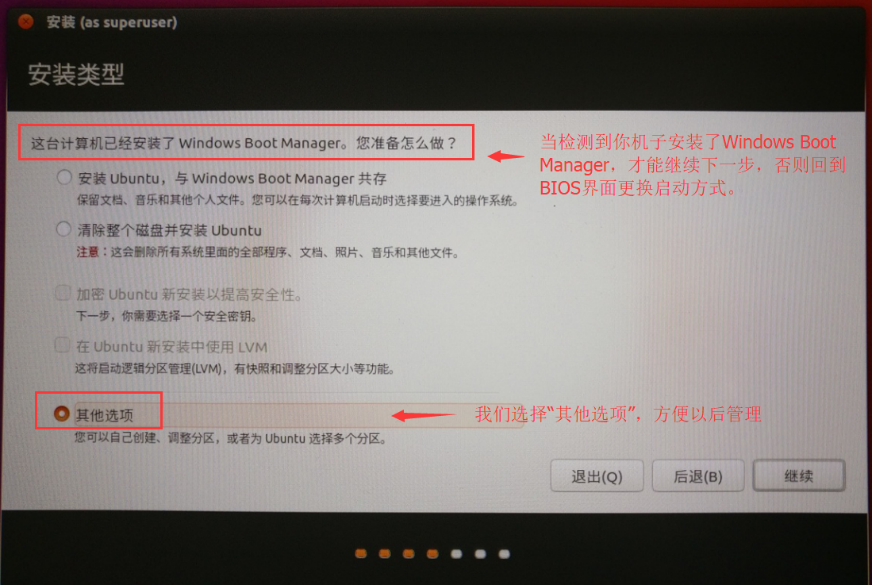 安装 (as superuser)
安装类型
这台计算机已经安装了 Windows Boot Manager。您准备怎么做？
当检测到你机子安装了Windows Boot
Manager，才能继续下一步，否则回到
BIOS界面更换启动方式。
安装 Ubuntu，与 Windows Boot Manager 共存
保留文档、音乐和其他个人文件。您可以在每次计算机启动时选择要进入的操作系统。
清除整个磁盘并安装 Ubuntu
注意：这会删除所有系统里面的全部程序、文档、照片、音乐和其他文件。
加密 Ubuntu 新安装以提高安全性。
下一步，你需要选择一个安全密钥。
在 Ubuntu 新安装中使用 LVM
这将启动逻辑分区管理(LVM)，有快照和调整分区大小等功能。
其他选项
我们选择“其他选项”，方便以后管理
您可以自己创建、调整分区，或者为 Ubuntu 选择多个分区。
退出(Q)
后退(B)
继续